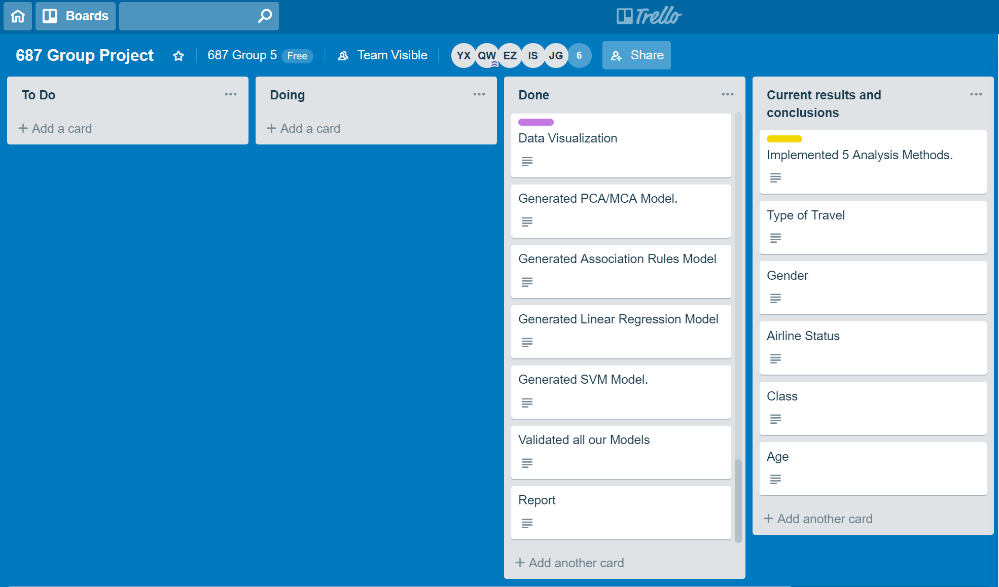 Boards
Trello
687 Group Project
687 Group 5 Free
Team Visible
YX QW EZ IS JG 6
Share
To Do
+ Add a card
Doing
+ Add a card
Done
Data Visualization
Generated PCA/MCA Model.
Generated Association Rules Model
Generated Linear Regression Model
Generated SVM Model.
Validated all our Models
Report
+ Add another card
Current results and
conclusions
Implemented 5 Analysis Methods.
Type of Travel
Gender
Airline Status
Class
Age
+ Add another card